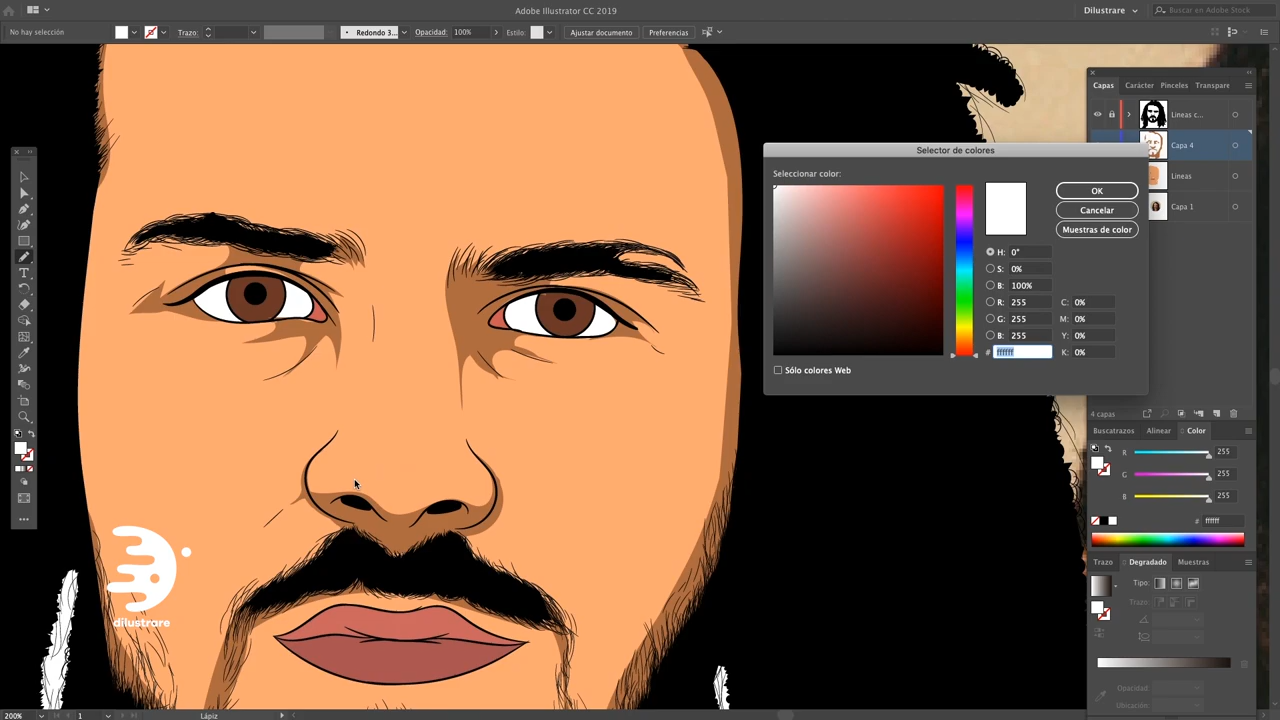 Adobe Illustrator CC 2019
Dilustrare
Buscar en Adobe Stock
No hay selección
Trazo:
Redondo 3...
Opacidad:
100%
Estilo:
Ajustar documento
Preferencias
Capas
Carácter
Pinceles
Transpare
Lineas c...
Capa 4
Lineas
Capa 1
Selector de colores
Seleccionar color:
OK
Cancelar
Muestras de color
H: 0°
S: 0%
B: 100%
R: 255
C: 0%
G: 255
M: 0%
B: 255
Y: 0%
# ffffff
K: 0%
Sólo colores Web
4 capas
Buscatrazos
Alinear
Color
R 255
G 255
B 255
# ffffff
Trazo
Degradado
Muestras
Tipo:
Trazo:
Opacidad:
Ubicación:
dilustrare
200%
1
Lápiz